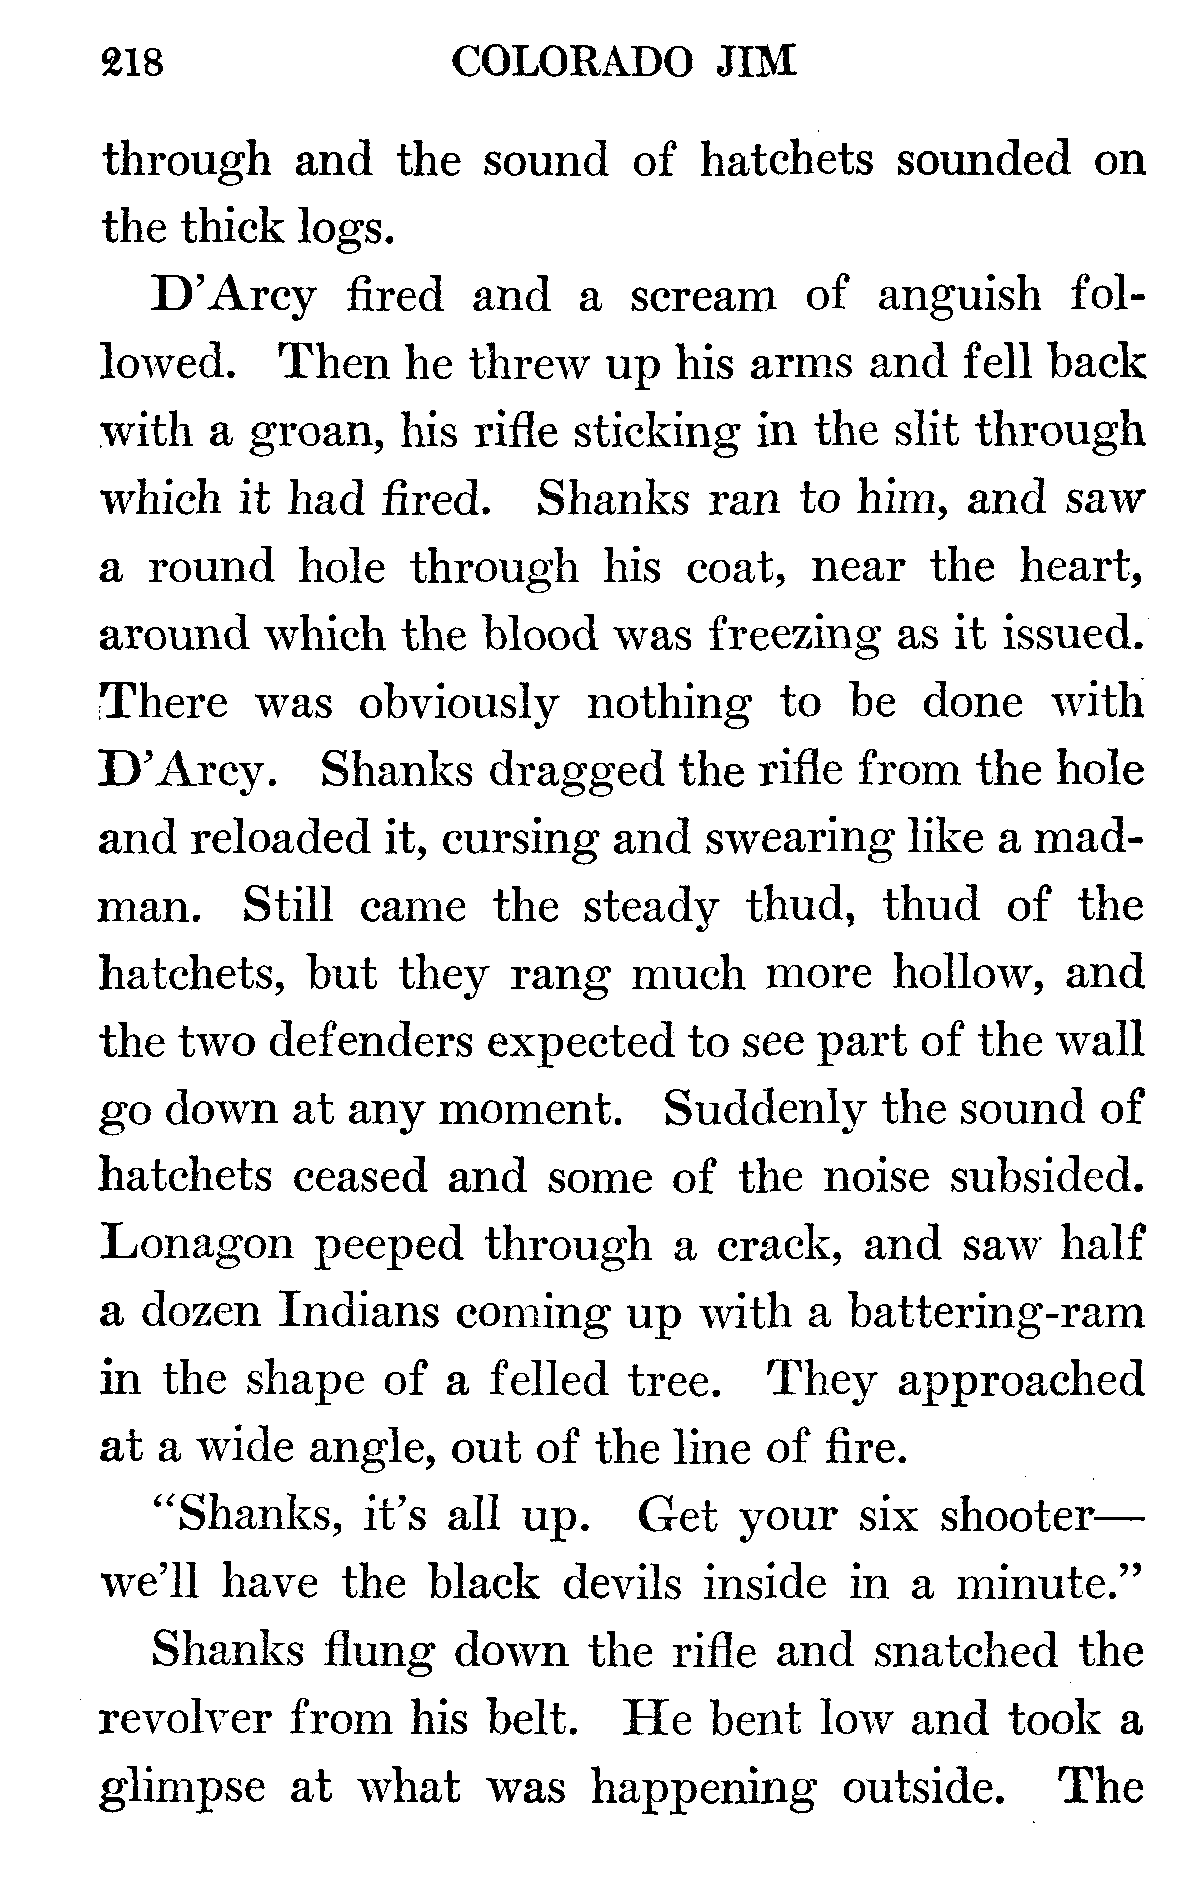 218 COLORADO JIM
through and the sound of hatchets sounded on
the thick logs.
D'Arcy fired and a scream of anguish fol-
lowed. Then he threw up his arms and fell back
with a groan, his rifle sticking in the slit through
which it had fired. Shanks ran to him, and saw
a round hole through his coat, near the heart,
around which the blood was freezing as it issued.
There was obviously nothing to be done with
D'Arcy. Shanks dragged the rifle from the hole
and reloaded it, cursing and swearing like a mad-
man. Still came the steady thud, thud of the
hatchets, but they rang much more hollow, and
the two defenders expected to see part of the wall
go down at any moment. Suddenly the sound of
hatchets ceased and some of the noise subsided.
Lonagon peeped through a crack, and saw half
a dozen Indians coming up with a battering-ram
in the shape of a felled tree. They approached
at a wide angle, out of the line of fire.
"Shanks, it's all up. Get your six shooter—
we'll have the black devils inside in a minute."
Shanks flung down the rifle and snatched the
revolver from his belt. He bent low and took a
glimpse at what was happening outside. The